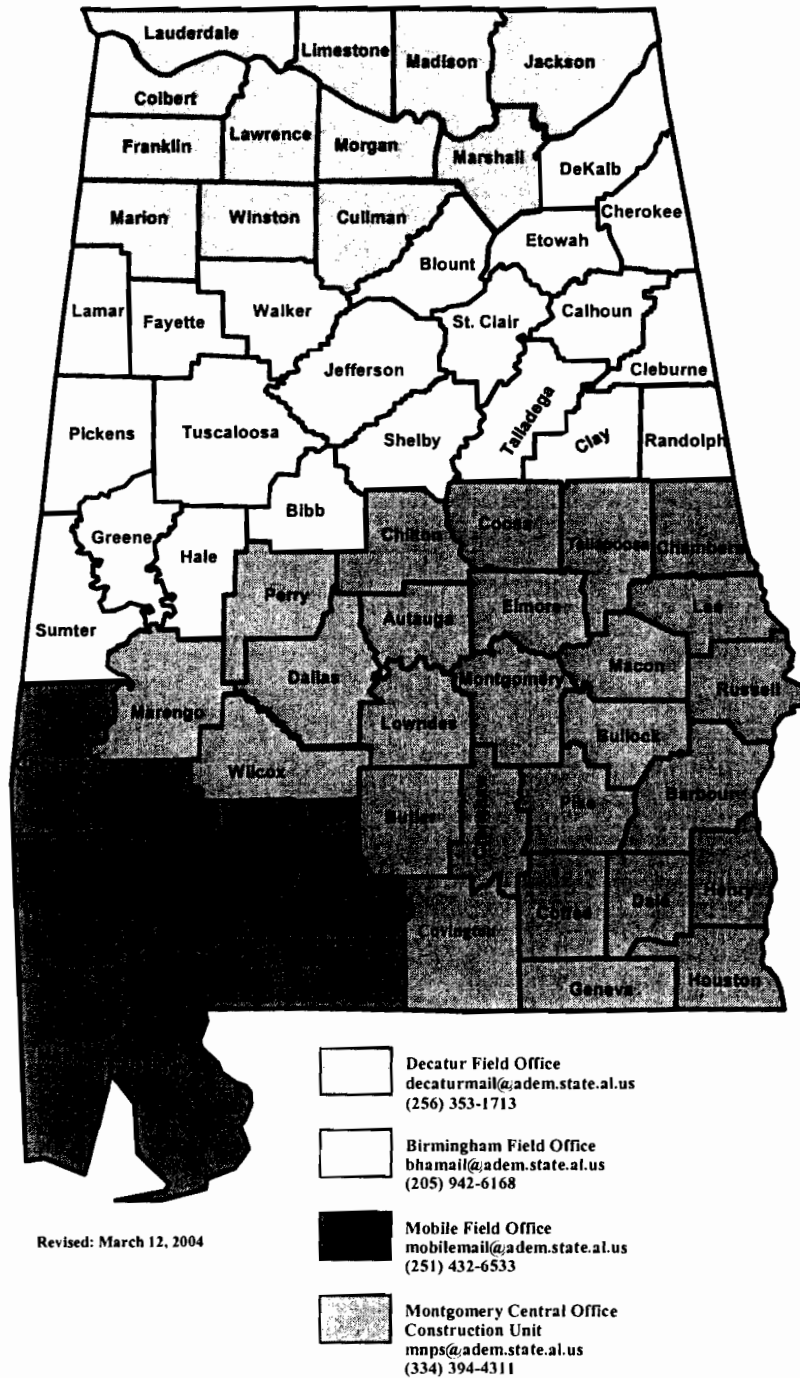 Lauderdale
Limestone
Madison
Jackson
Colbert
Lawrence
Franklin
Morgan
Marshall
DeKalb
Cherokee
Marion
Winston
Cullman
Etowah
Blount
Lamar
Fayette
Walker
St. Clair
Calhoun
Jefferson
Cleburne
Pickens
Tuscaloosa
Shelby
Talladega
Clay
Randolph
Bibb
Greene
Hale
Chilton
Coosa
Tallapoosa
Chambers
Perry
Autauga
Elmore
Lee
Sumter
Dallas
Montgomery
Macon
Russell
Marengo
Lowndes
Bullock
Wilcox
Butler
Pike
Barbour
Covington
Coffee
Dale
Henry
Geneva
Houston
Decatur Field Office
decaturmail@adem.state.al.us
(256) 353-1713
Birmingham Field Office
bhamail@adem.state.al.us
(205) 942-6168
Revised: March 12, 2004
Mobile Field Office
mobilemail@adem.state.al.us
(251) 432-6533
Montgomery Central Office
Construction Unit
mnps@adem.state.al.us
(334) 394-4311